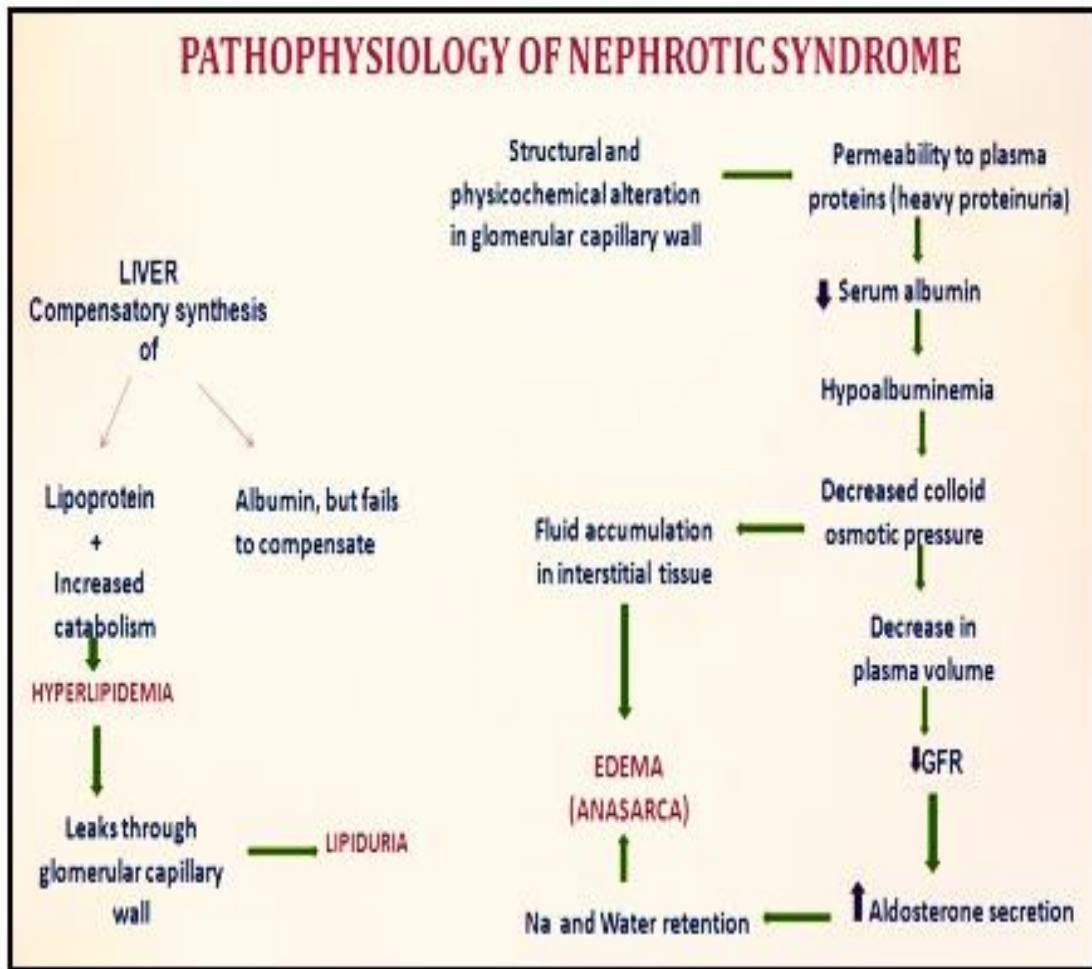 PATHOPHYSIOLOGY OF NEPHROTIC SYNDROME
Structural and
physicochemical alteration
in glomerular capillary wall
Permeability to plasma
proteins (heavy proteinuria)
Serum albumin
Hypoalbuminemia
Decreased colloid
osmotic pressure
Fluid accumulation
in interstitial tissue
Decrease in
plasma volume
GFR
Aldosterone secretion
Na and Water retention
EDEMA
(ANASARCA)
LIVER
Compensatory synthesis
of
Lipoprotein
+
Increased
catabolism
Albumin, but fails
to compensate
HYPERLIPIDEMIA
Leaks through
glomerular capillary
wall
LIPIDURIA